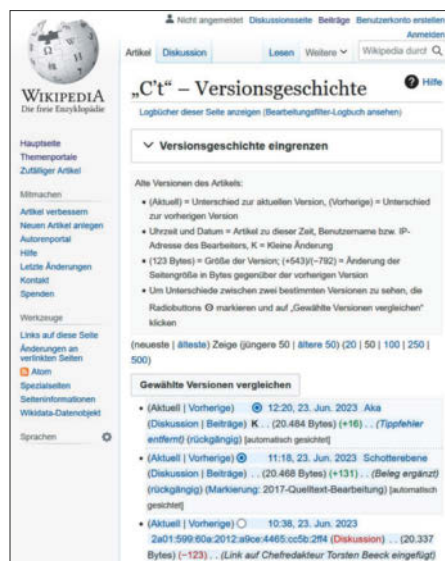 Nicht angemeldet Diskussionsseite Beiträge Benutzerkonto erstellen
Anmelden
Artikel Diskussion Lesen Weitere Wikipedia durch
WIKIPEDIA
Die freie Enzyklopädie
„C't“ – Versionsgeschichte
Hilfe
Logbücher dieser Seite anzeigen (Bearbeitungsfilter-Logbuch ansehen)
Hauptseite
Themenportale
Zufälliger Artikel
Mitmachen
Artikel verbessern
Neuen Artikel anlegen
Autorenportal
Hilfe
Letzte Änderungen
Kontakt
Spenden
Werkzeuge
Links auf diese Seite
Änderungen an
verlinkten Seiten
Atom
Spezialseiten
Seiteninformationen
Wikidata-Datenobjekt
Sprachen
Versionsgeschichte eingrenzen
Alte Versionen des Artikels:
• (Aktuell) = Unterschied zur aktuellen Version, (Vorherige) = Unterschied
zur vorherigen Version
• Uhrzeit und Datum = Artikel zu dieser Zeit, Benutzername bzw. IP-
Adresse des Bearbeiters, K = Kleine Änderung
• (123 Bytes) = Größe der Version; (+543)/(−792) = Änderung der
Seitengröße in Bytes gegenüber der vorherigen Version
• Um Unterschiede zwischen zwei bestimmten Versionen zu sehen, die
Radiobuttons markieren und auf „Gewählte Versionen vergleichen“
klicken
(neueste | älteste) Zeige (jüngere 50 | ältere 50) (20 | 50 | 100 | 250 |
500)
Gewählte Versionen vergleichen
• (Aktuell | Vorherige) 12:20, 23. Jun. 2023 Aka
(Diskussion | Beiträge) K . . (20.484 Bytes) (+16) . . (Tippfehler
entfernt) (rückgängig) [automatisch gesichtet]
• (Aktuell | Vorherige) 11:18, 23. Jun. 2023 Schotterebene
(Diskussion | Beiträge) . . (20.468 Bytes) (+131) . . (Beleg ergänzt)
(rückgängig) (Markierung: 2017-Quelltext-Bearbeitung) [automatisch
gesichtet]
• (Aktuell | Vorherige) 10:38, 23. Jun. 2023
2a01:599:60a:2012:a9ce:4465:cc5b:2ff4 (Diskussion) . . (20.337
Bytes) (−123) . . (Link auf Chefredakteur Torsten Beeck eingefügt)